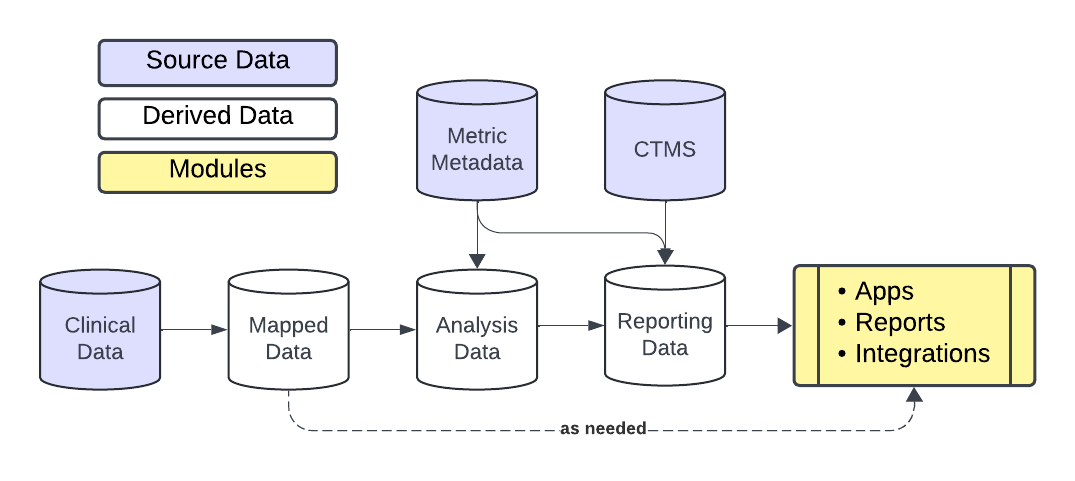 Source Data
Derived Data
Modules
Metric
Metadata
CTMS
Clinical
Data
Mapped
Data
Analysis
Data
Reporting
Data
• Apps
• Reports
• Integrations
as needed